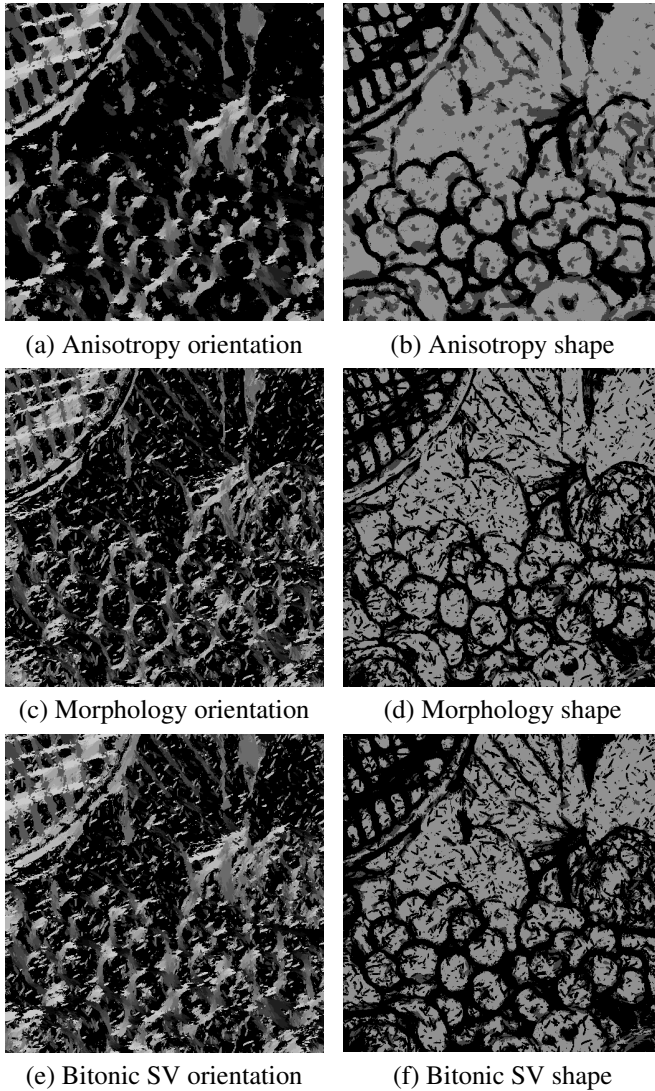 (a) Anisotropy orientation
(b) Anisotropy shape
(c) Morphology orientation
(d) Morphology shape
(e) Bitonic SV orientation
(f) Bitonic SV shape